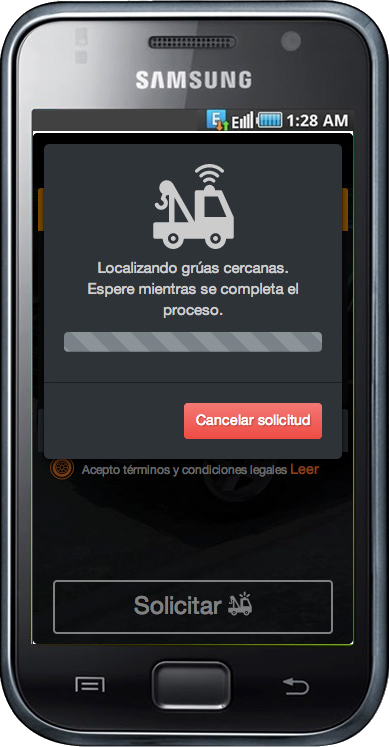 SAMSUNG
E 1:28 AM
Localizando grúas cercanas.
Espere mientras se completa el
proceso.
Cancelar solicitud
Acepto términos y condiciones legales Leer
Solicitar